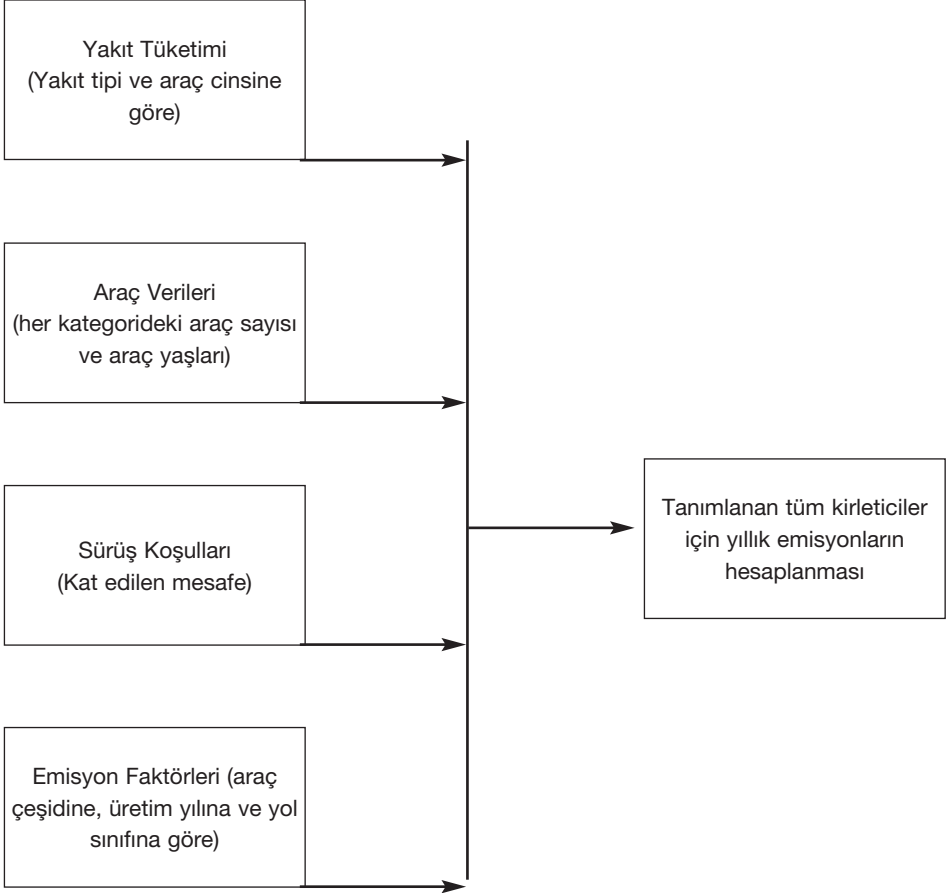 Yakıt Tüketimi
(Yakıt tipi ve araç cinsine
göre)
Araç Verileri
(her kategorideki araç sayısı
ve araç yaşları)
Sürüş Koşulları
(Kat edilen mesafe)
Emisyon Faktörleri (araç
çeşidine, üretim yılına ve yol
sınıfına göre)
Tanımlanan tüm kirleticiler
için yıllık emisyonların
hesaplanması